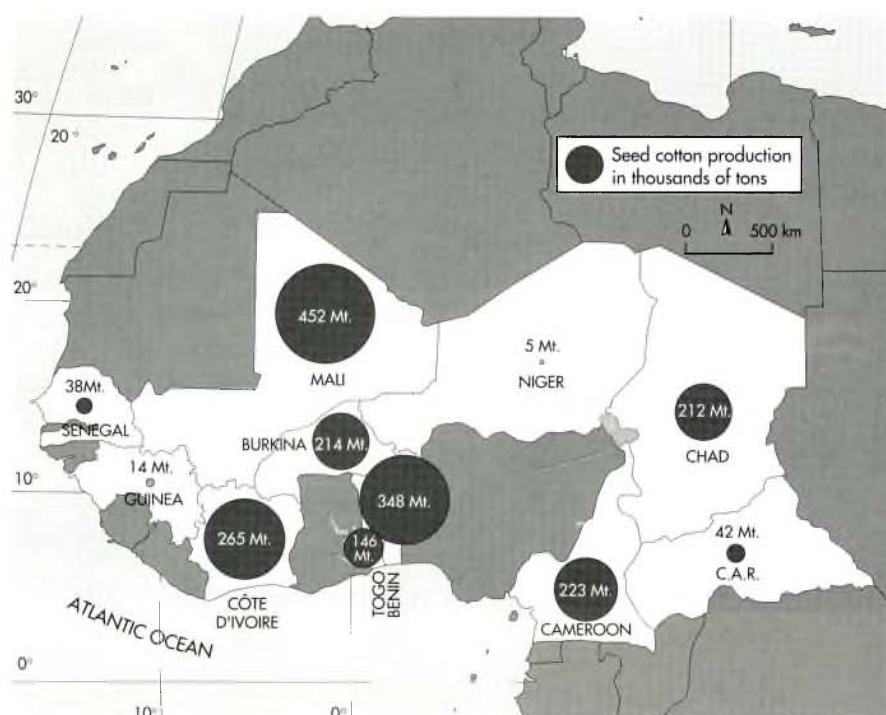 30°
20°
Seed cotton production
in thousands of tons
N
0 500 km
20°
452 Mt.
MALI
5 Mt.
NIGER
38Mt.
SENEGAL
212 Mt.
CHAD
BURKINA
214 Mt.
10°
14 Mt.
GUINEA
348 Mt.
265 Mt.
146
Mt.
42 Mt.
C.A.R.
CÔTE
D'IVOIRE
TOGO
BENIN
223 Mt.
CAMEROON
ATLANTIC OCEAN
0°
10°
0°